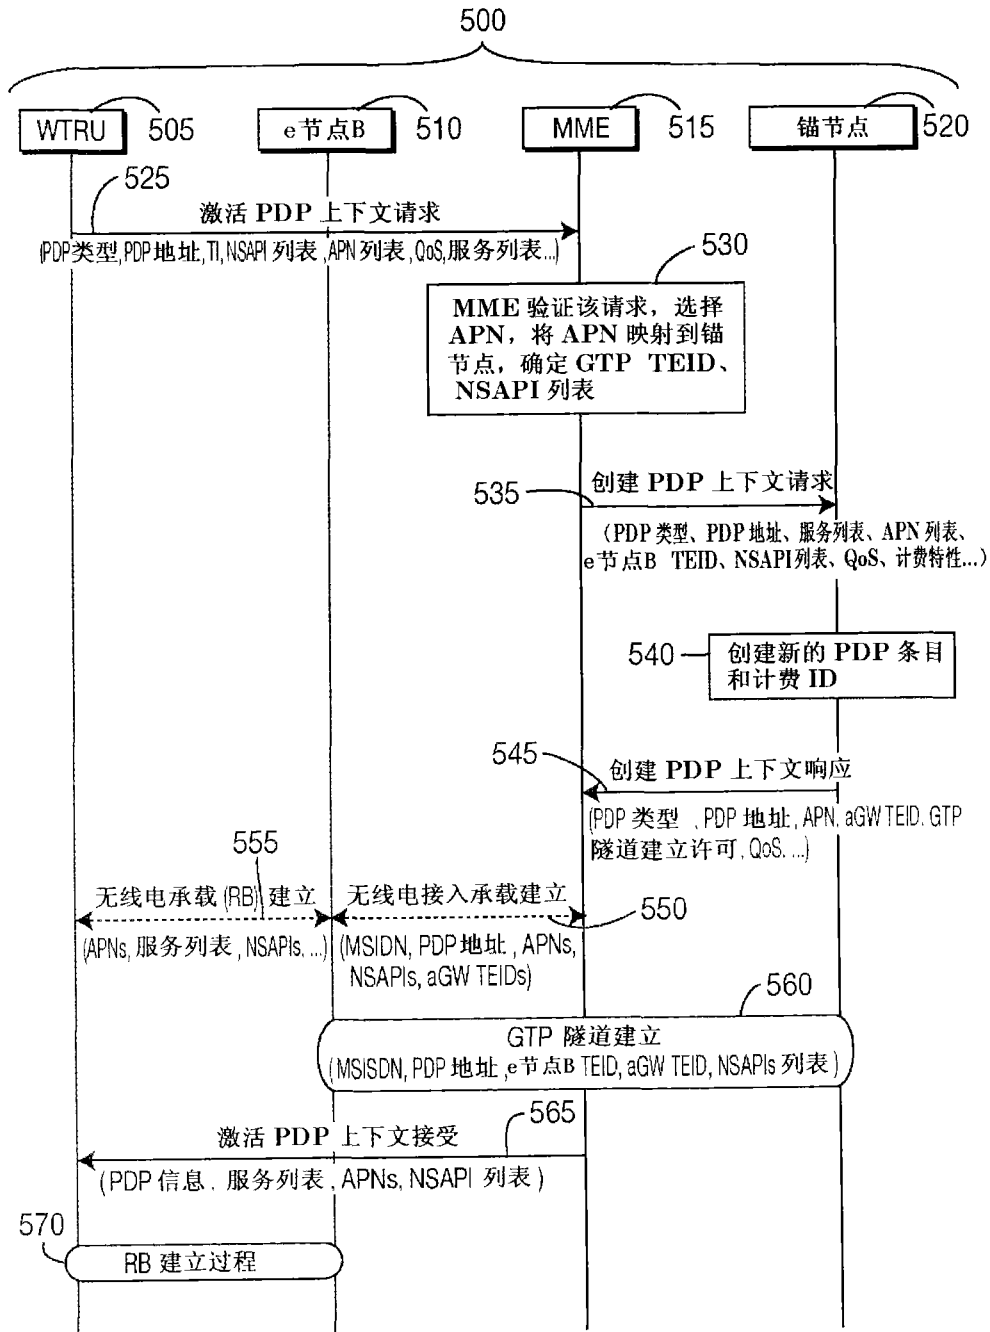 500
WTRU 505
e节点B 510
MME 515
锚节点 520
525
激活 PDP 上下文请求
(PDP类型,PDP地址,TI,NSAPI列表,APN列表,QoS,服务列表...)
530
MME 验证该请求，选择
APN，将 APN 映射到锚
节点，确定 GTP TEID、
NSAPI 列表
535
创建 PDP 上下文请求
（PDP 类型、PDP地址、服务列表、APN 列表、
e节点B TEID、NSAPI列表、QoS、计费特性...）
540
创建新的 PDP 条目
和计费 ID
545
创建 PDP 上下文响应
(PDP 类型 , PDP 地址, APN, aGW TEID. GTP
隧道建立许可, QoS. ...)
555
无线电承载 (RB) 建立
(APNs, 服务列表, NSAPIs. ...)
无线电接入承载建立
550
(MSIDN, PDP 地址, APNs,
NSAPIs, aGW TEIDs)
560
GTP 隧道建立
(MSISDN, PDP 地址,e节点B TEID, aGW TEID, NSAPIs 列表)
565
激活 PDP 上下文接受
(PDP 信息. 服务列表, APNs, NSAPI 列表)
570
RB 建立过程